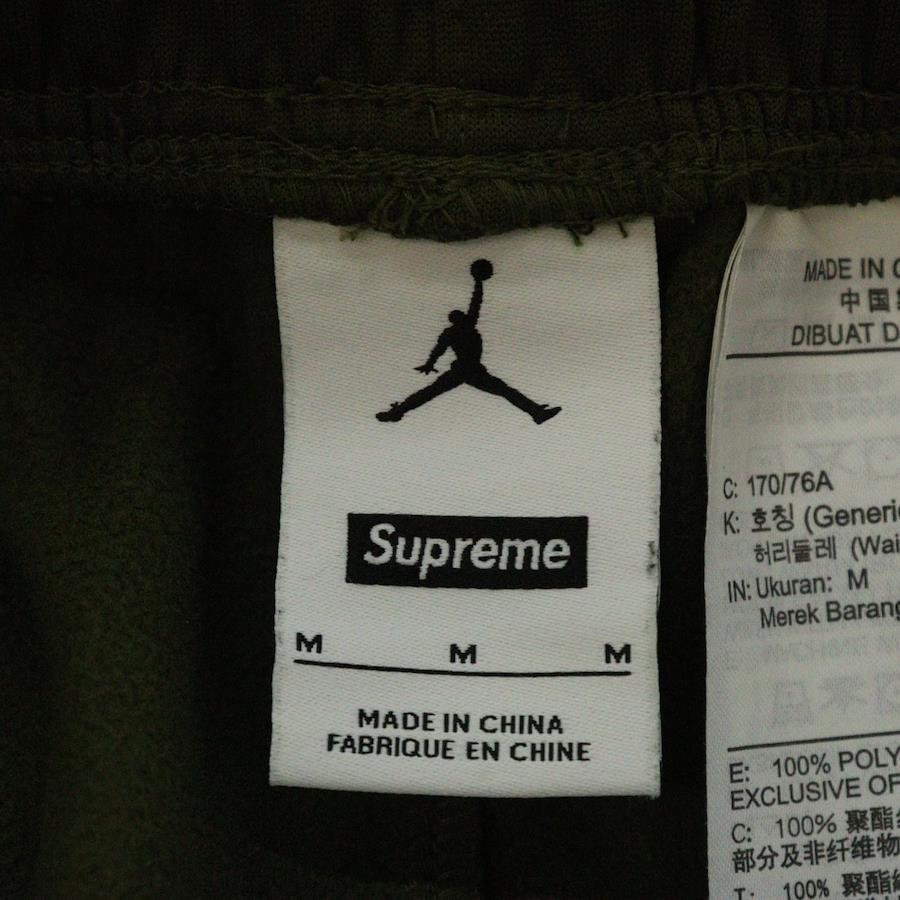 Supreme
M M M
MADE IN CHINA
FABRIQUE EN CHINE
MADE IN
中国
DIBUAT
C: 170/76A
K: 호칭 (Generic
허리둘레 (Wai
IN: Ukuran: M
Merek Barang
E: 100% POLY
EXCLUSIVE OF
C: 100% 聚酯
部分及非纤维物
T: 100% 聚酯